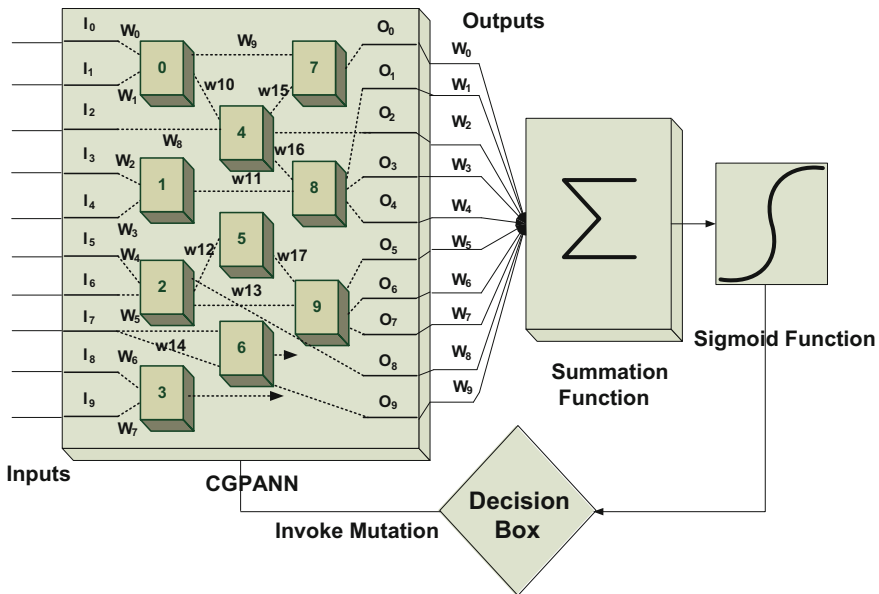 Outputs
I0
W0
W9
O0
W0
0
7
I1
w10
w15
O1
W1
W1
I2
4
O2
W2
W8
w16
I3
W2
O3
W3
1
w11
8
I4
O4
W4
W3
I5
W4
w12
5
w17
O5
W5
I6
2
w13
9
O6
W6
W5
I7
w14
6
O7
W7
I8
W6
O8
W8
3
I9
W7
O9
W9
Σ
Sigmoid Function
Summation
Function
Inputs
CGPANN
Decision
Box
Invoke Mutation